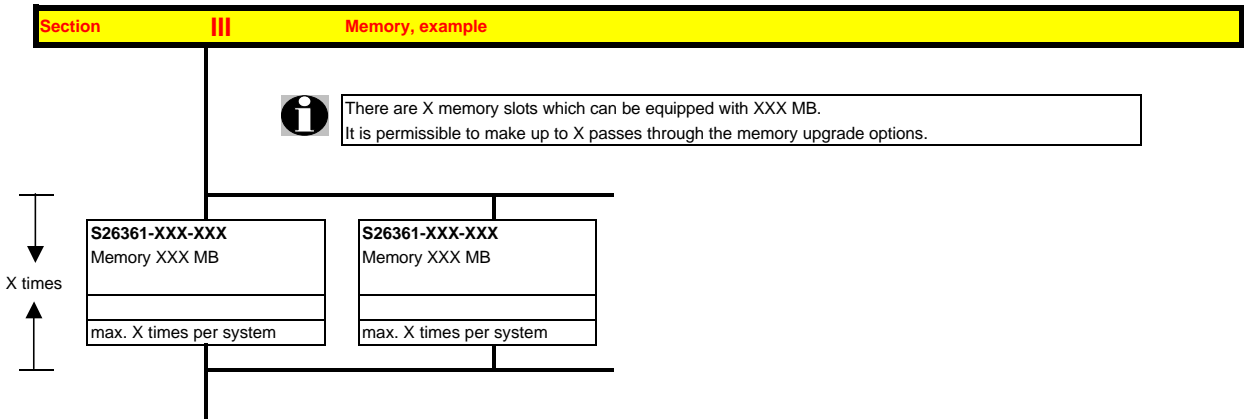 Section III Memory, example
There are X memory slots which can be equipped with XXX MB.
It is permissible to make up to X passes through the memory upgrade options.
X times
S26361-XXX-XXX
Memory XXX MB
max. X times per system
S26361-XXX-XXX
Memory XXX MB
max. X times per system